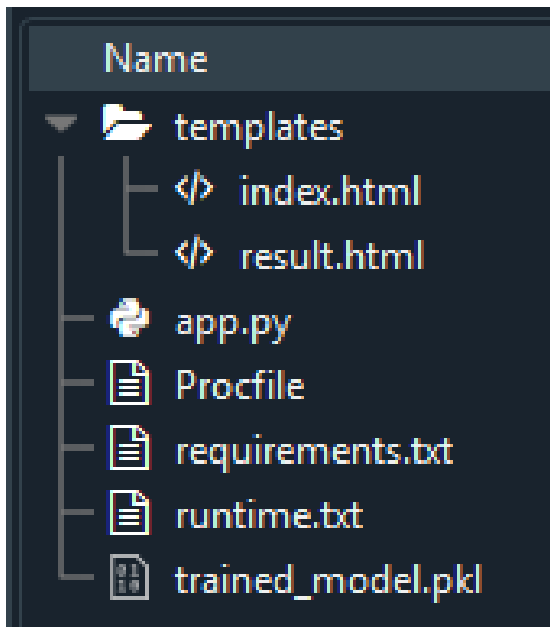 Name
templates
index.html
result.html
app.py
Procfile
requirements.txt
runtime.txt
trained_model.pkl